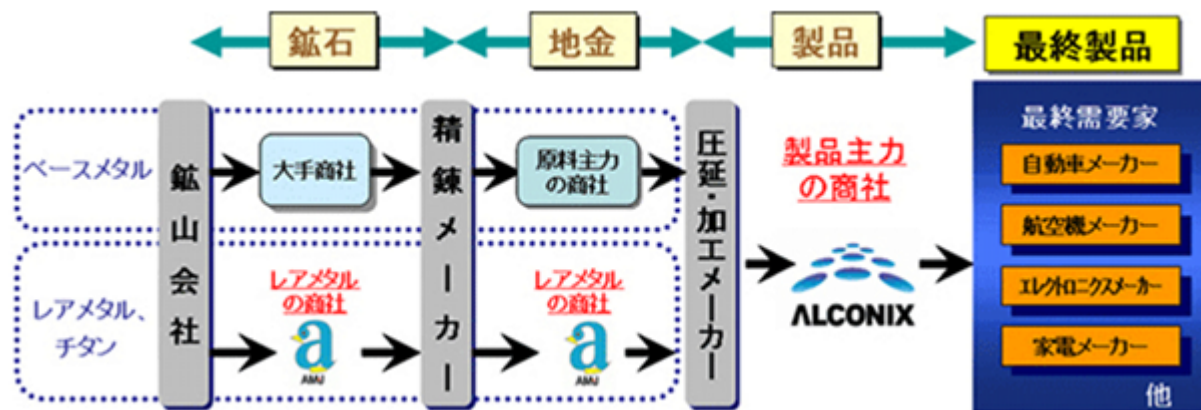 鉱石
地金
製品
最終製品
ベースメタル
鉱山会社
大手商社
精錬メーカー
原料主力
の商社
圧延・加工メーカー
製品主力
の商社
ALCONIX
最終需要家
自動車メーカー
航空機メーカー
エレクトロニクスメーカー
家電メーカー
他
レアメタル、
チタン
レアメタル
の商社
a
AMJ
レアメタル
の商社
a
AMJ